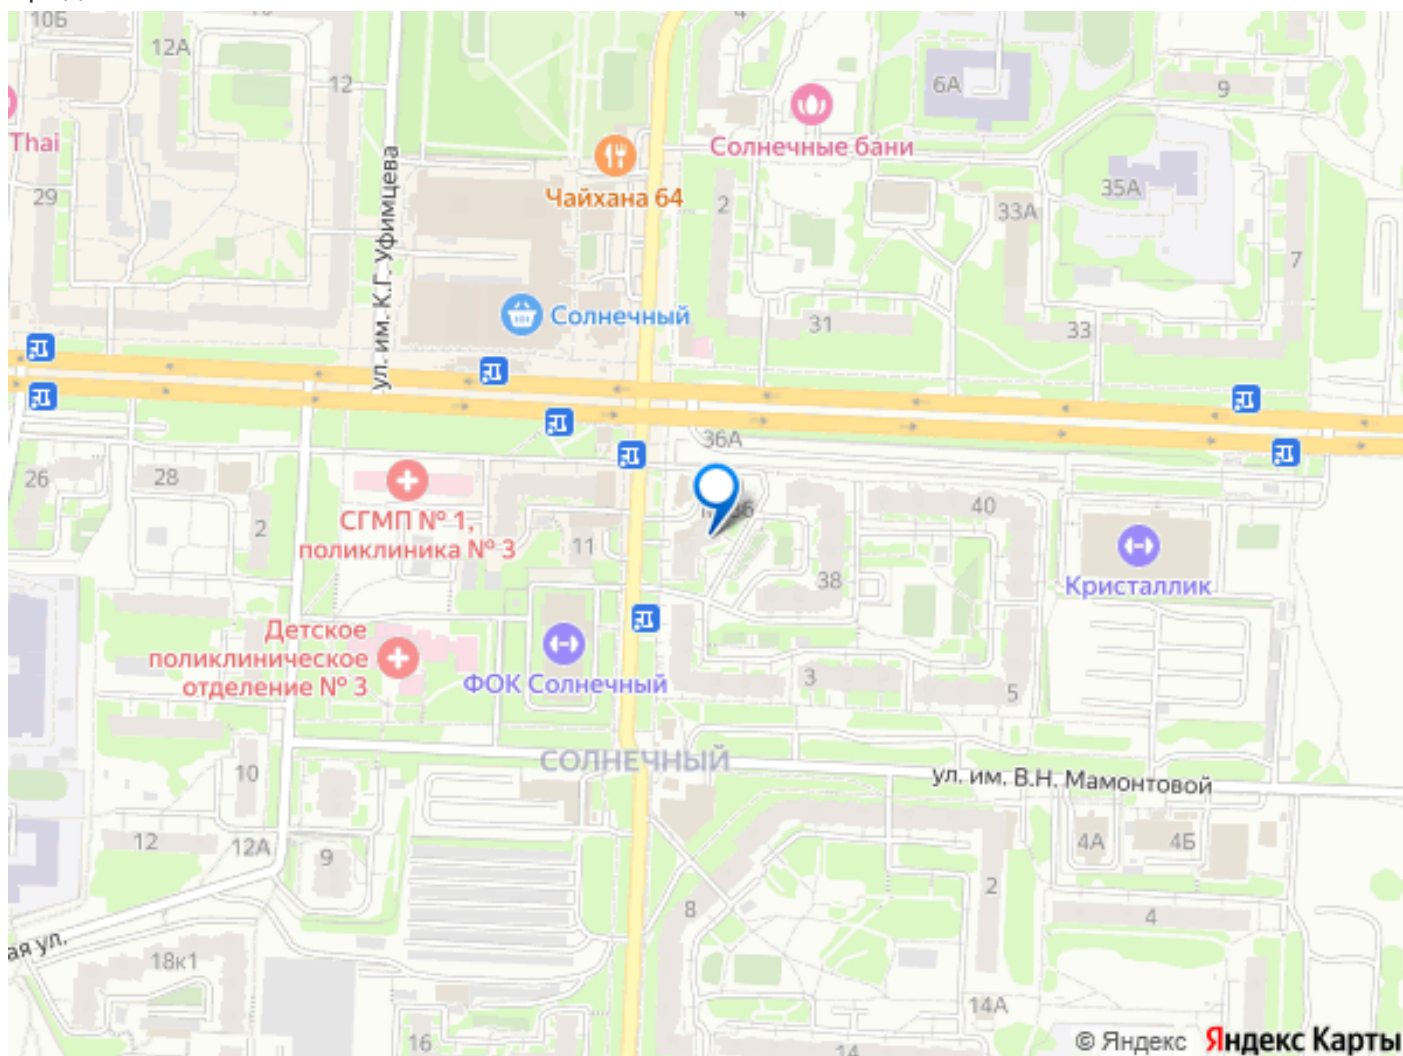 10Б
12А
4
12
6А
9
Солнечные бани
Thai
Чайхана 64
ул. им. К.Г. Уфимцева
29
2
33А
35А
7
Солнечный
31
33
36А
26
28
2
СГМП № 1,
поликлиника № 3
11
40
38
Кристаллик
Детское
поликлиническое
отделение № 3
ФОК Солнечный
3
5
СОЛНЕЧНЫЙ
ул. им. В.Н. Мамонтовой
10
12
12А
9
4А
4Б
2
8
4
ая ул.
18к1
14А
16
14
© Яндекс Яндекс Карты